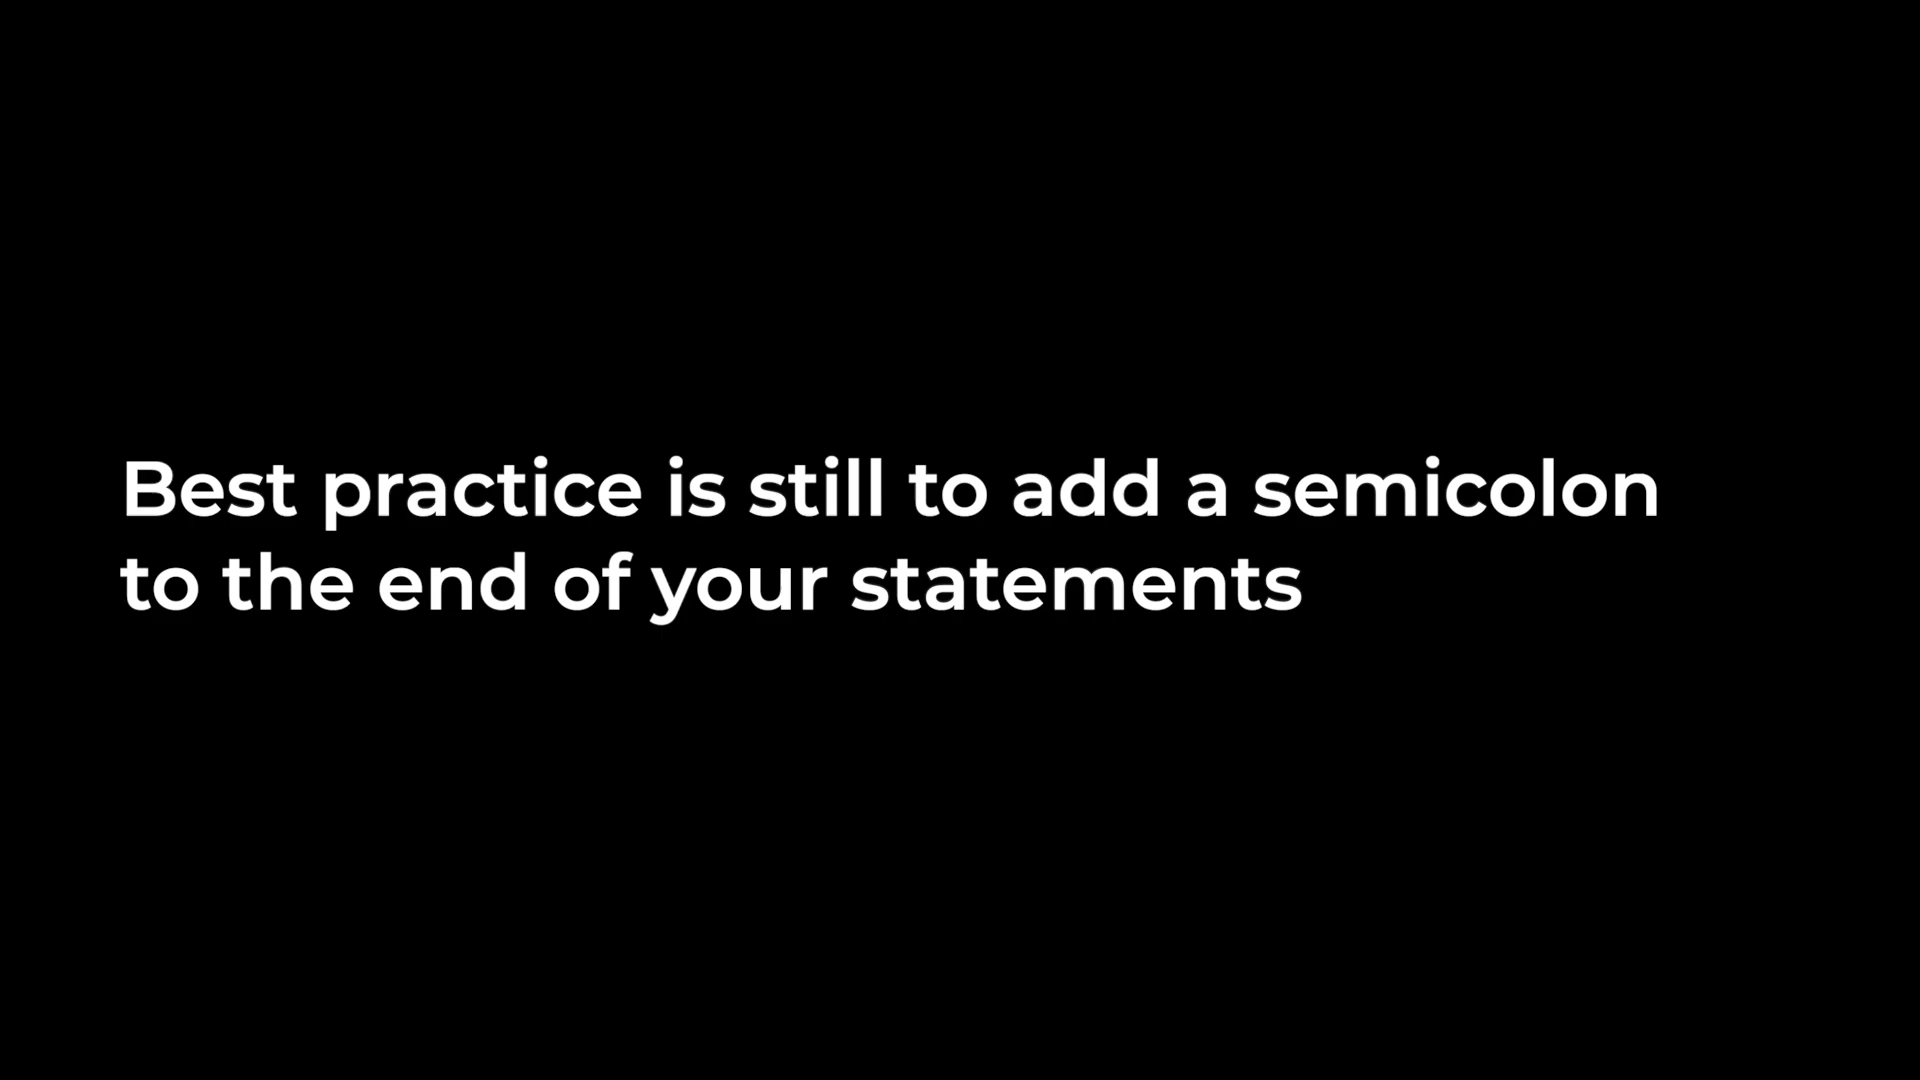 Best practice is still to add a semicolon
to the end of your statements